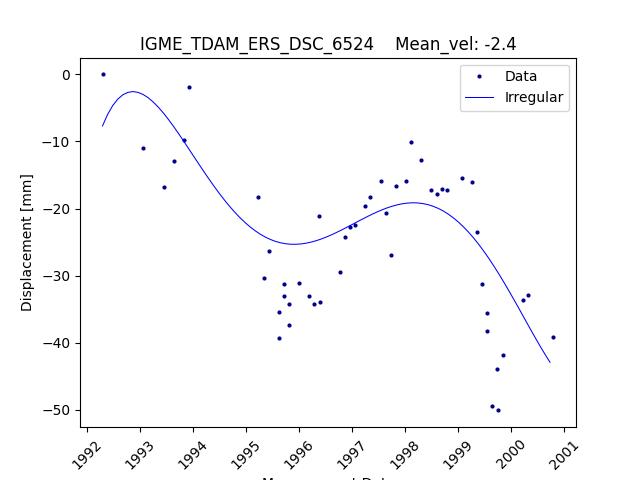 IGME_TDAM_ERS_DSC_6524    Mean_vel: -2.4
Data
Irregular
Displacement [mm]
0
−10
−20
−30
−40
−50
1992 1993 1994 1995 1996 1997 1998 1999 2000 2001